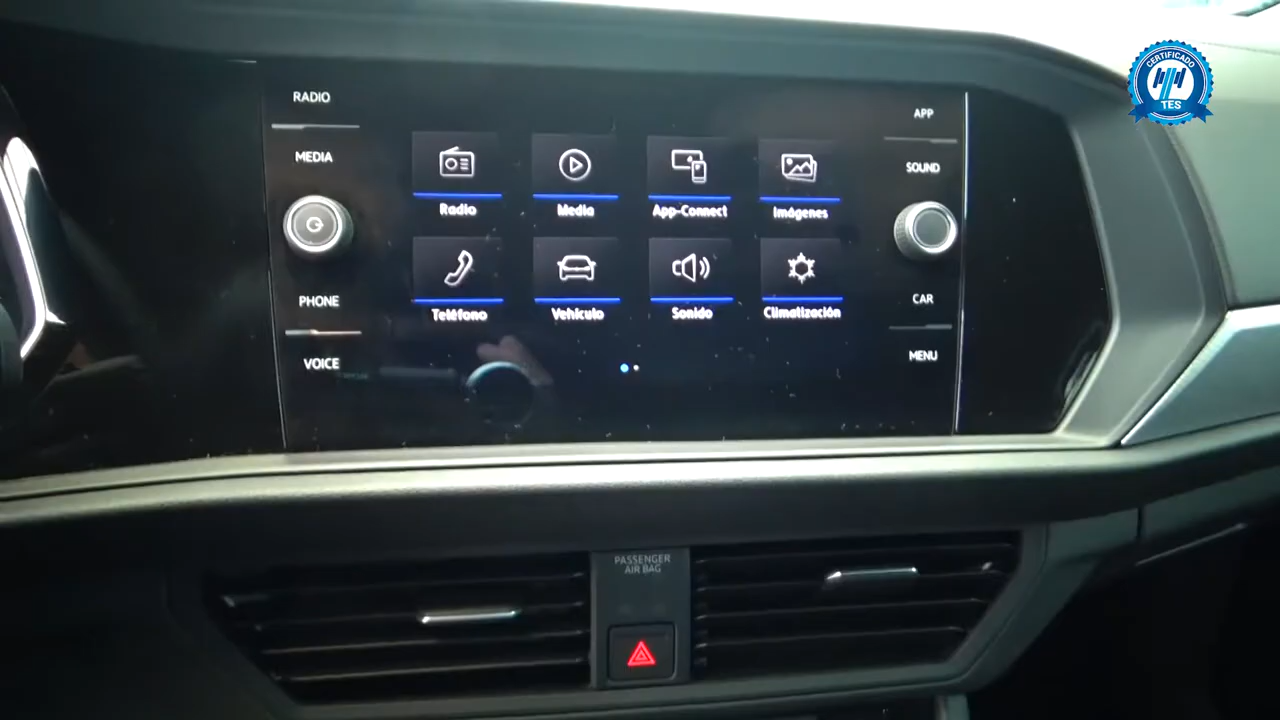 CERTIFICADO
TES
RADIO
MEDIA
PHONE
VOICE
Radio
Media
App-Connect
Imágenes
Teléfono
Vehículo
Sonido
Climatización
APP
SOUND
CAR
MENU
PASSENGER
AIR BAG